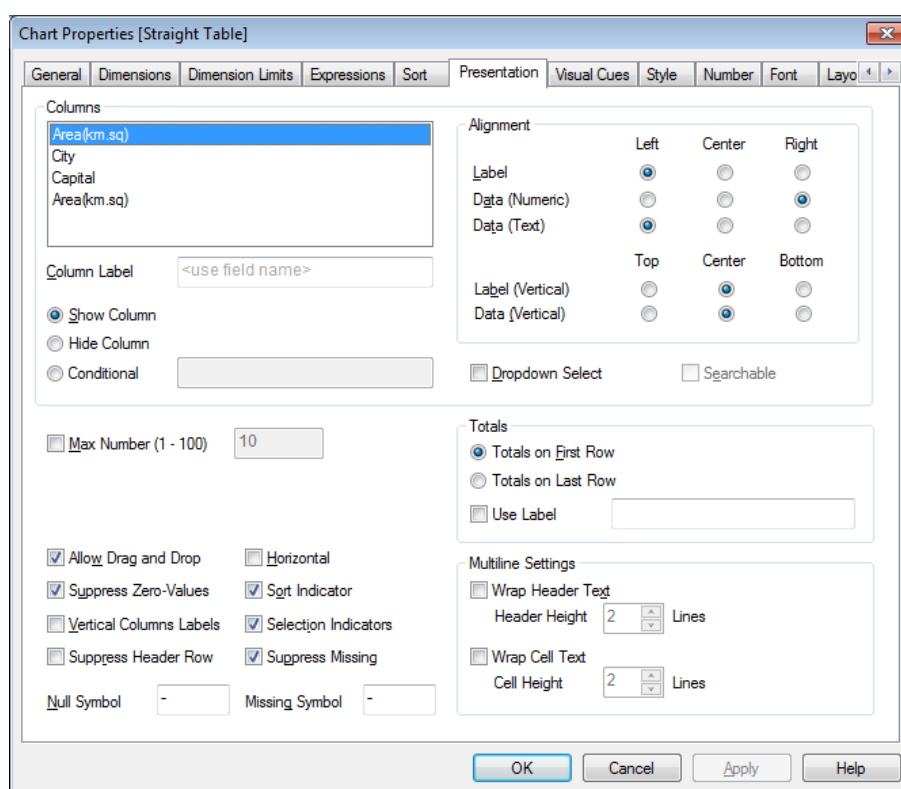 Chart Properties [Straight Table]
General Dimensions Dimension Limits Expressions Sort Presentation Visual Cues Style Number Font Layo
Columns
Area(km.sq)
City
Capital
Area(km.sq)
Column Label <use field name>
Show Column
Hide Column
Conditional
Alignment
Left Center Right
Label
Data (Numeric)
Data (Text)
Top Center Bottom
Label (Vertical)
Data (Vertical)
Dropdown Select Searchable
Max Number (1 - 100) 10
Totals
Totals on First Row
Totals on Last Row
Use Label
Allow Drag and Drop Horizontal
Suppress Zero-Values Sort Indicator
Vertical Columns Labels Selection Indicators
Suppress Header Row Suppress Missing
Null Symbol - Missing Symbol -
Multiline Settings
Wrap Header Text
Header Height 2 Lines
Wrap Cell Text
Cell Height 2 Lines
OK Cancel Apply Help